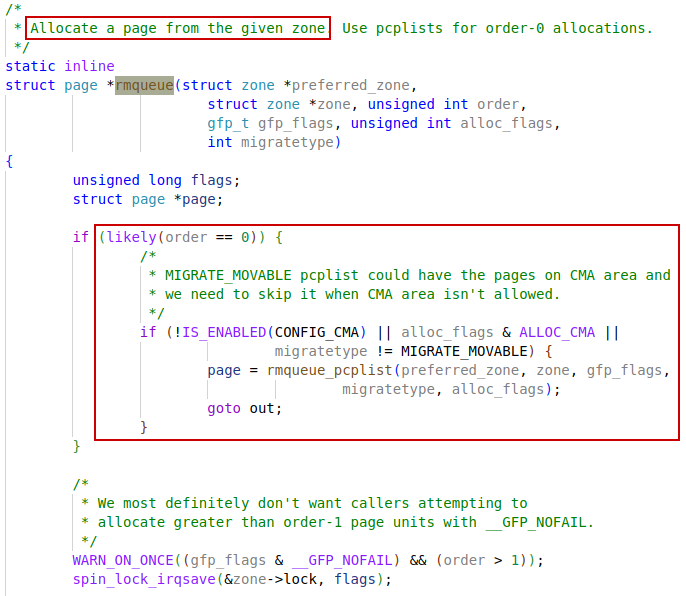 /*
 * Allocate a page from the given zone. Use pcplists for order-0 allocations.
 */
static inline
struct page *rmqueue(struct zone *preferred_zone,
                        struct zone *zone, unsigned int order,
                        gfp_t gfp_flags, unsigned int alloc_flags,
                        int migratetype)
{
        unsigned long flags;
        struct page *page;

        if (likely(order == 0)) {
                /*
                 * MIGRATE_MOVABLE pcplist could have the pages on CMA area and
                 * we need to skip it when CMA area isn't allowed.
                 */
                if (!IS_ENABLED(CONFIG_CMA) || alloc_flags & ALLOC_CMA ||
                                migratetype != MIGRATE_MOVABLE) {
                        page = rmqueue_pcplist(preferred_zone, zone, gfp_flags,
                                        migratetype, alloc_flags);
                        goto out;
                }
        }

        /*
         * We most definitely don't want callers attempting to
         * allocate greater than order-1 page units with __GFP_NOFAIL.
         */
        WARN_ON_ONCE((gfp_flags & __GFP_NOFAIL) && (order > 1));
        spin_lock_irqsave(&zone->lock, flags);